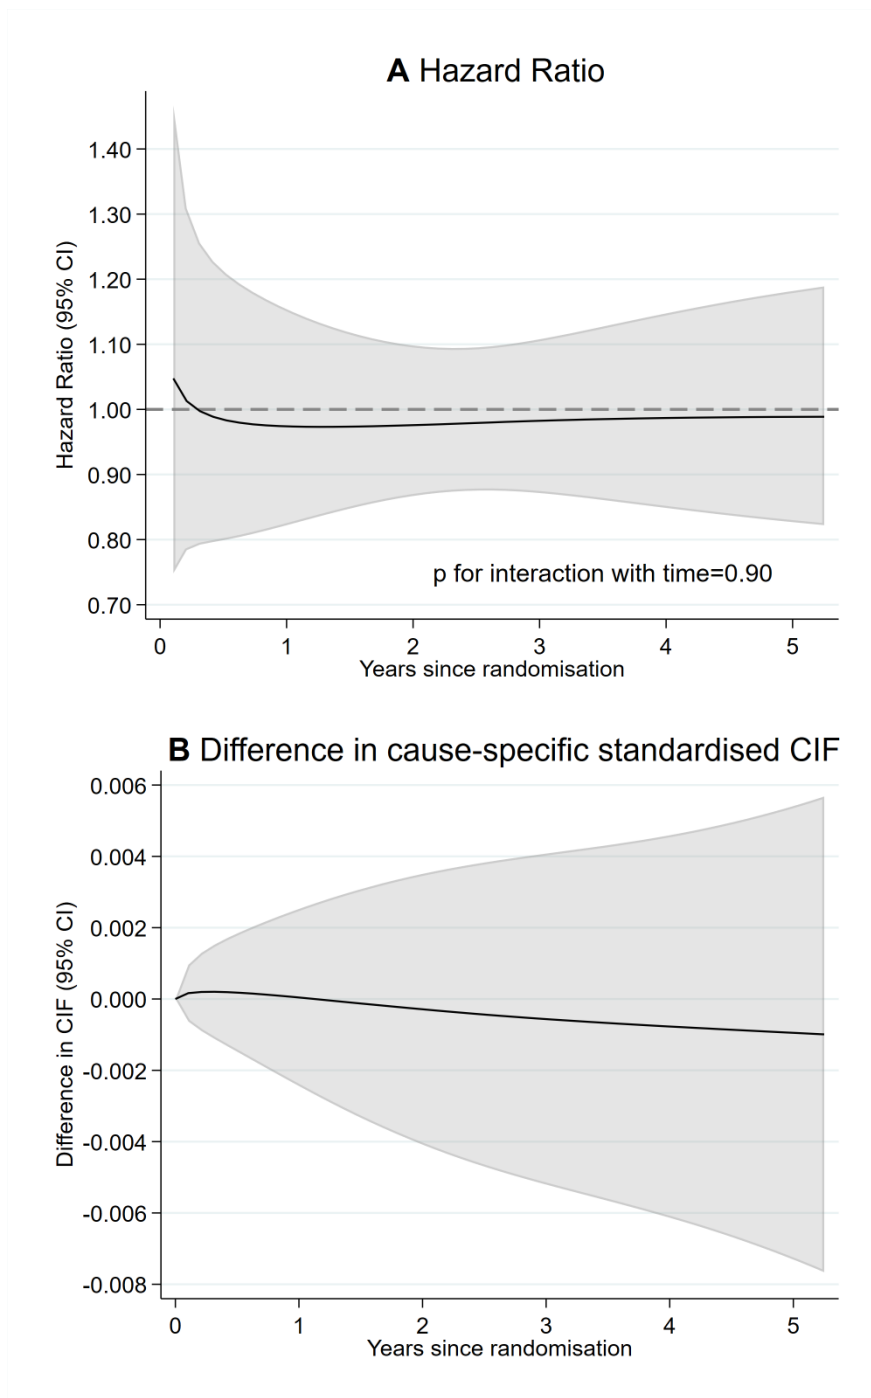 A Hazard Ratio
Hazard Ratio (95% CI)
1.40
1.30
1.20
1.10
1.00
0.90
0.80
0.70
p for interaction with time=0.90
0 1 2 3 4 5
Years since randomisation
B Difference in cause-specific standardised CIF
Difference in CIF (95% CI)
0.006
0.004
0.002
0.000
-0.002
-0.004
-0.006
-0.008
0 1 2 3 4 5
Years since randomisation